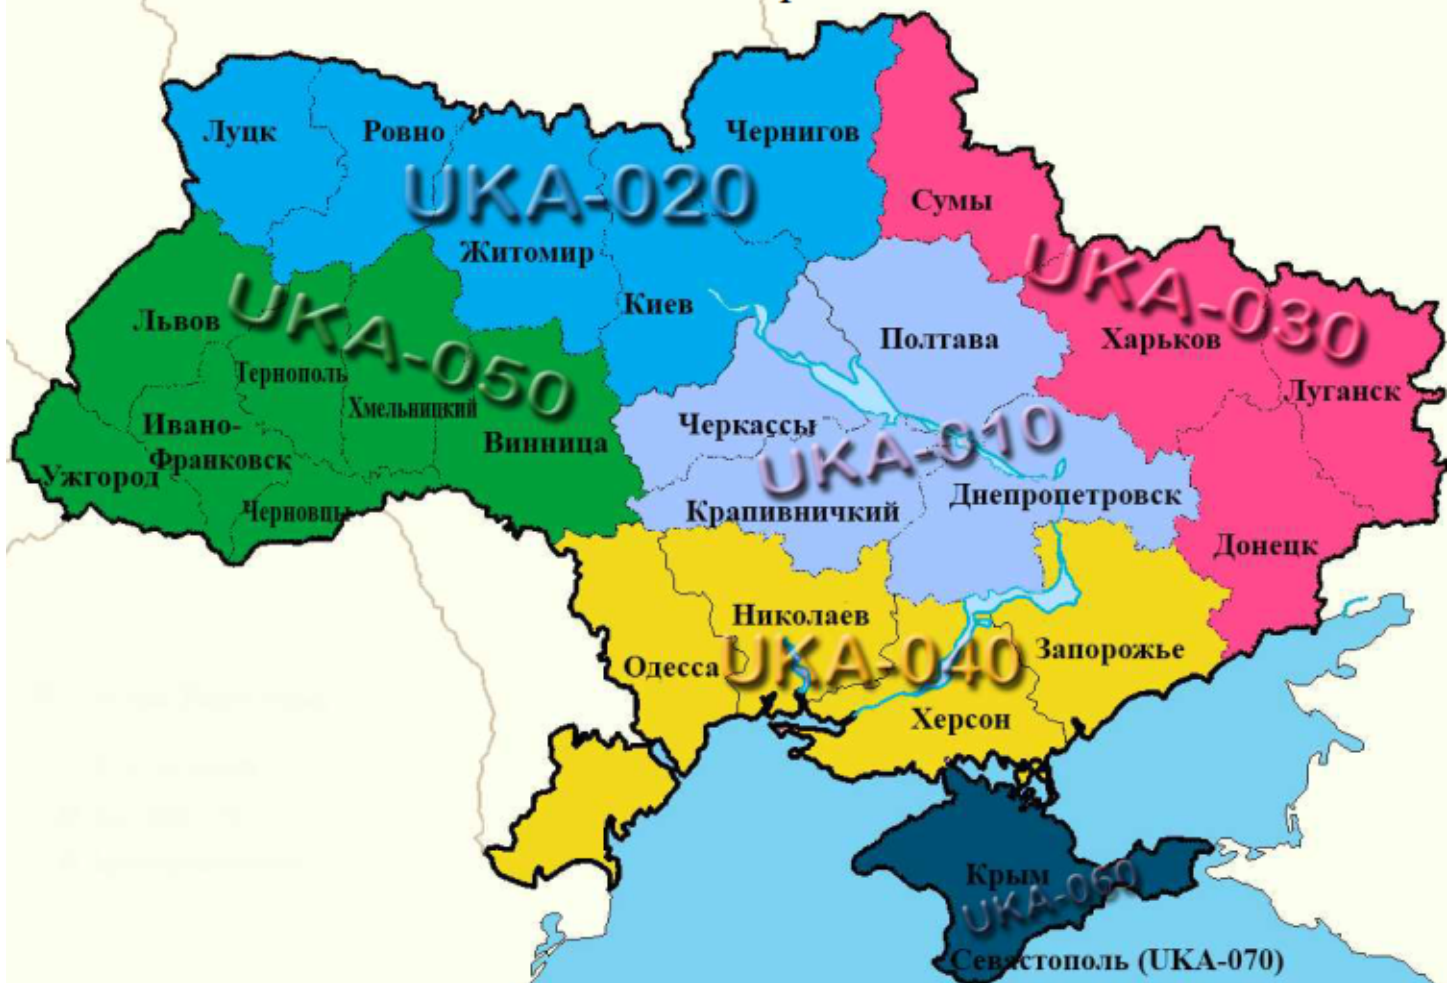 Луцк
Ровно
Чернигов
UKA-020
Сумы
Житомир
UKA-030
Киев
UKA-050
Львов
Полтава
Харьков
Тернополь
Хмельницкий
Луганск
Ивано-
Франковск
Черкассы
UKA-010
Винница
Ужгород
Днепропетровск
Черновцы
Крапивничкий
Донецк
Николаев
UKA-040
Одесса
Запорожье
Херсон
Крым
UKA-060
Севастополь (UKA-070)